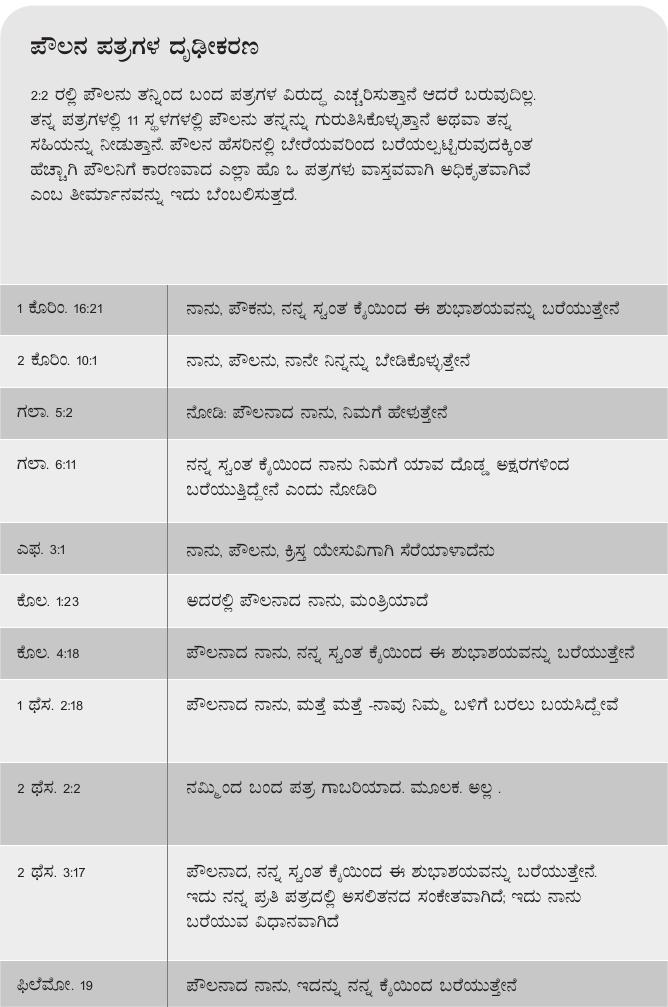 ಪೌಲನ ಪತ್ರಗಳ ದೃಢೀಕರಣ
2:2 ರಲ್ಲಿ ಪೌಲನು ತನ್ನಿಂದ ಬಂದ ಪತ್ರಗಳ ವಿರುದ್ಧ ಎಚ್ಚರಿಸುತ್ತಾನೆ ಆದರೆ ಬರುವುದಿಲ್ಲ.
ತನ್ನ ಪತ್ರಗಳಲ್ಲಿ 11 ಸ್ಥಳಗಳಲ್ಲಿ ಪೌಲನು ತನ್ನನ್ನು ಗುರುತಿಸಿಕೊಳ್ಳುತ್ತಾನೆ ಅಥವಾ ತನ್ನ
ಸಹಿಯನ್ನು ನೀಡುತ್ತಾನೆ. ಪೌಲನ ಹೆಸರಿನಲ್ಲಿ ಬೇರೆಯವರಿಂದ ಬರೆಯಲ್ಪಟ್ಟಿರುವುದಕ್ಕಿಂತ
ಹೆಚ್ಚಾಗಿ ಪೌಲನಿಗೆ ಕಾರಣವಾದ ಎಲ್ಲಾ ಹೊ ಒ ಪತ್ರಗಳು ವಾಸ್ತವವಾಗಿ ಅಧಿಕೃತವಾಗಿವೆ
ಎಂಬ ತೀರ್ಮಾನವನ್ನು ಇದು ಬೆಂಬಲಿಸುತ್ತದೆ.
1 ಕೊರಿಂ. 16:21 ನಾನು, ಪೌಕನು, ನನ್ನ ಸ್ವಂತ ಕೈಯಿಂದ ಈ ಶುಭಾಶಯವನ್ನು ಬರೆಯುತ್ತೇನೆ
2 ಕೊರಿಂ. 10:1 ನಾನು, ಪೌಲನು, ನಾನೇ ನಿನ್ನನ್ನು ಬೇಡಿಕೊಳ್ಳುತ್ತೇನೆ
ಗಲಾ. 5:2 ನೋಡಿ: ಪೌಲನಾದ ನಾನು, ನಿಮಗೆ ಹೇಳುತ್ತೇನೆ
ಗಲಾ. 6:11 ನನ್ನ ಸ್ವಂತ ಕೈಯಿಂದ ನಾನು ನಿಮಗೆ ಯಾವ ದೊಡ್ಡ ಅಕ್ಷರಗಳಿಂದ
ಬರೆಯುತ್ತಿದ್ದೇನೆ ಎಂದು ನೋಡಿರಿ
ಎಫ. 3:1 ನಾನು, ಪೌಲನು, ಕ್ರಿಸ್ತ ಯೇಸುವಿಗಾಗಿ ಸೆರೆಯಾಳಾದೆನು
ಕೊಲ. 1:23 ಅದರಲ್ಲಿ ಪೌಲನಾದ ನಾನು, ಮಂತ್ರಿಯಾದೆ
ಕೊಲ. 4:18 ಪೌಲನಾದ ನಾನು, ನನ್ನ ಸ್ವಂತ ಕೈಯಿಂದ ಈ ಶುಭಾಶಯವನ್ನು ಬರೆಯುತ್ತೇನೆ
1 ಥೆಸ. 2:18 ಪೌಲನಾದ ನಾನು, ಮತ್ತೆ ಮತ್ತೆ -ನಾವು ನಿಮ್ಮ ಬಳಿಗೆ ಬರಲು ಬಯಸಿದ್ದೇವೆ
2 ಥೆಸ. 2:2 ನಮ್ಮಿಂದ ಬಂದ ಪತ್ರ ಗಾಬರಿಯಾದ. ಮೂಲಕ. ಅಲ್ಲ .
2 ಥೆಸ. 3:17 ಪೌಲನಾದ, ನನ್ನ ಸ್ವಂತ ಕೈಯಿಂದ ಈ ಶುಭಾಶಯವನ್ನು ಬರೆಯುತ್ತೇನೆ.
ಇದು ನನ್ನ ಪ್ರತಿ ಪತ್ರದಲ್ಲಿ ಅಸಲಿತನದ ಸಂಕೇತವಾಗಿದೆ; ಇದು ನಾನು
ಬರೆಯುವ ವಿಧಾನವಾಗಿದೆ
ಫಿಲೆಮೋ. 19 ಪೌಲನಾದ ನಾನು, ಇದನ್ನು ನನ್ನ ಕೈಯಿಂದ ಬರೆಯುತ್ತೇನೆ